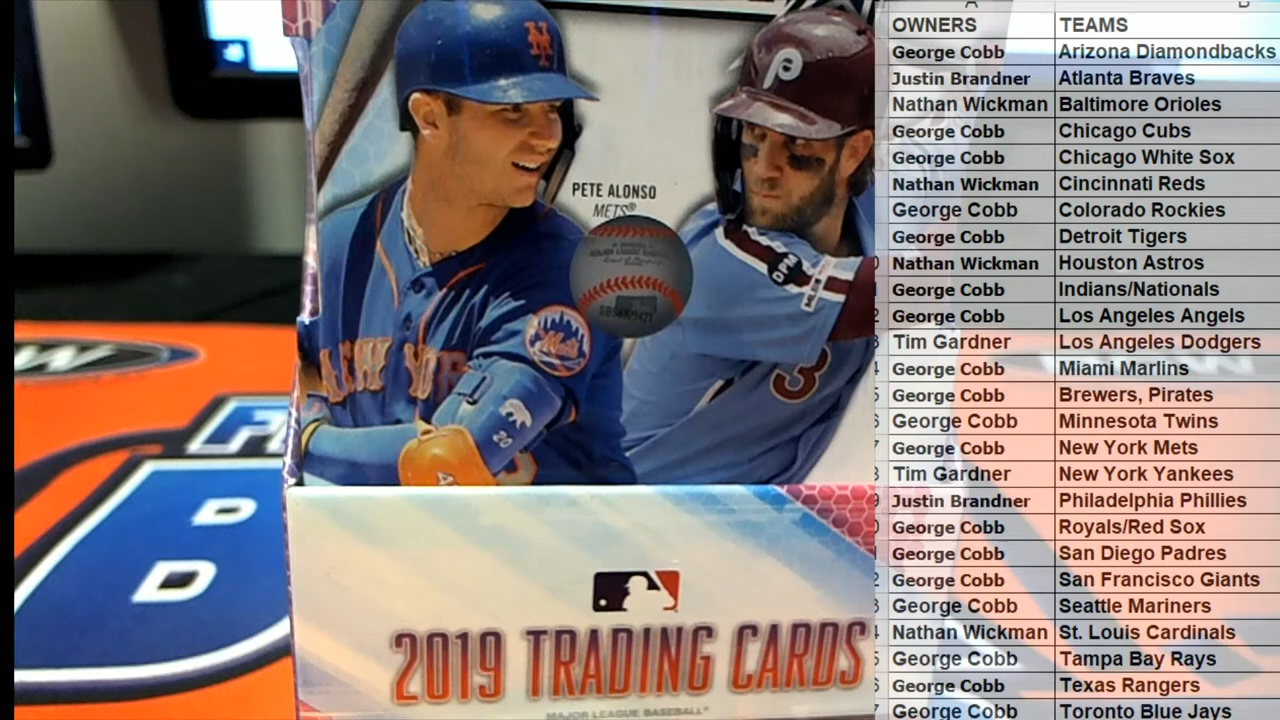 PETE ALONSO
METS®
DPM
3
20
Mets
2019 TRADING CARDS
MAJOR LEAGUE BASEBALL®
OWNERS TEAMS
George Cobb Arizona Diamondbacks
Justin Brandner Atlanta Braves
Nathan Wickman Baltimore Orioles
George Cobb Chicago Cubs
George Cobb Chicago White Sox
Nathan Wickman Cincinnati Reds
George Cobb Colorado Rockies
George Cobb Detroit Tigers
Nathan Wickman Houston Astros
George Cobb Indians/Nationals
George Cobb Los Angeles Angels
Tim Gardner Los Angeles Dodgers
George Cobb Miami Marlins
George Cobb Brewers, Pirates
George Cobb Minnesota Twins
George Cobb New York Mets
Tim Gardner New York Yankees
Justin Brandner Philadelphia Phillies
George Cobb Royals/Red Sox
George Cobb San Diego Padres
George Cobb San Francisco Giants
George Cobb Seattle Mariners
Nathan Wickman St. Louis Cardinals
George Cobb Tampa Bay Rays
George Cobb Texas Rangers
George Cobb Toronto Blue Jays